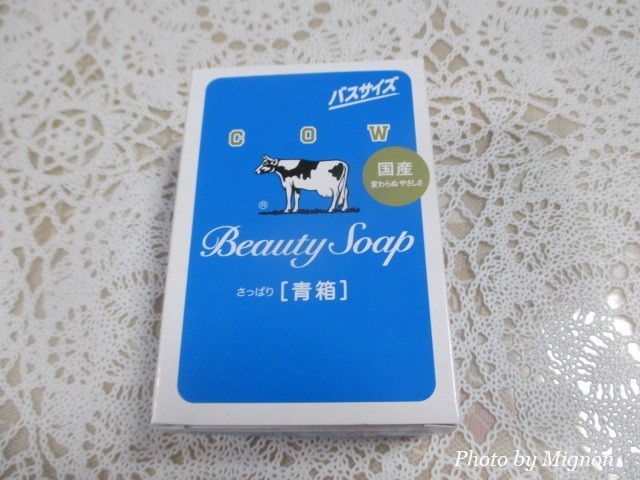 バスサイズ
COW
国産
変わらぬ やさしさ
®
Beauty Soap
さっぱり [青箱]
Photo by Mignon